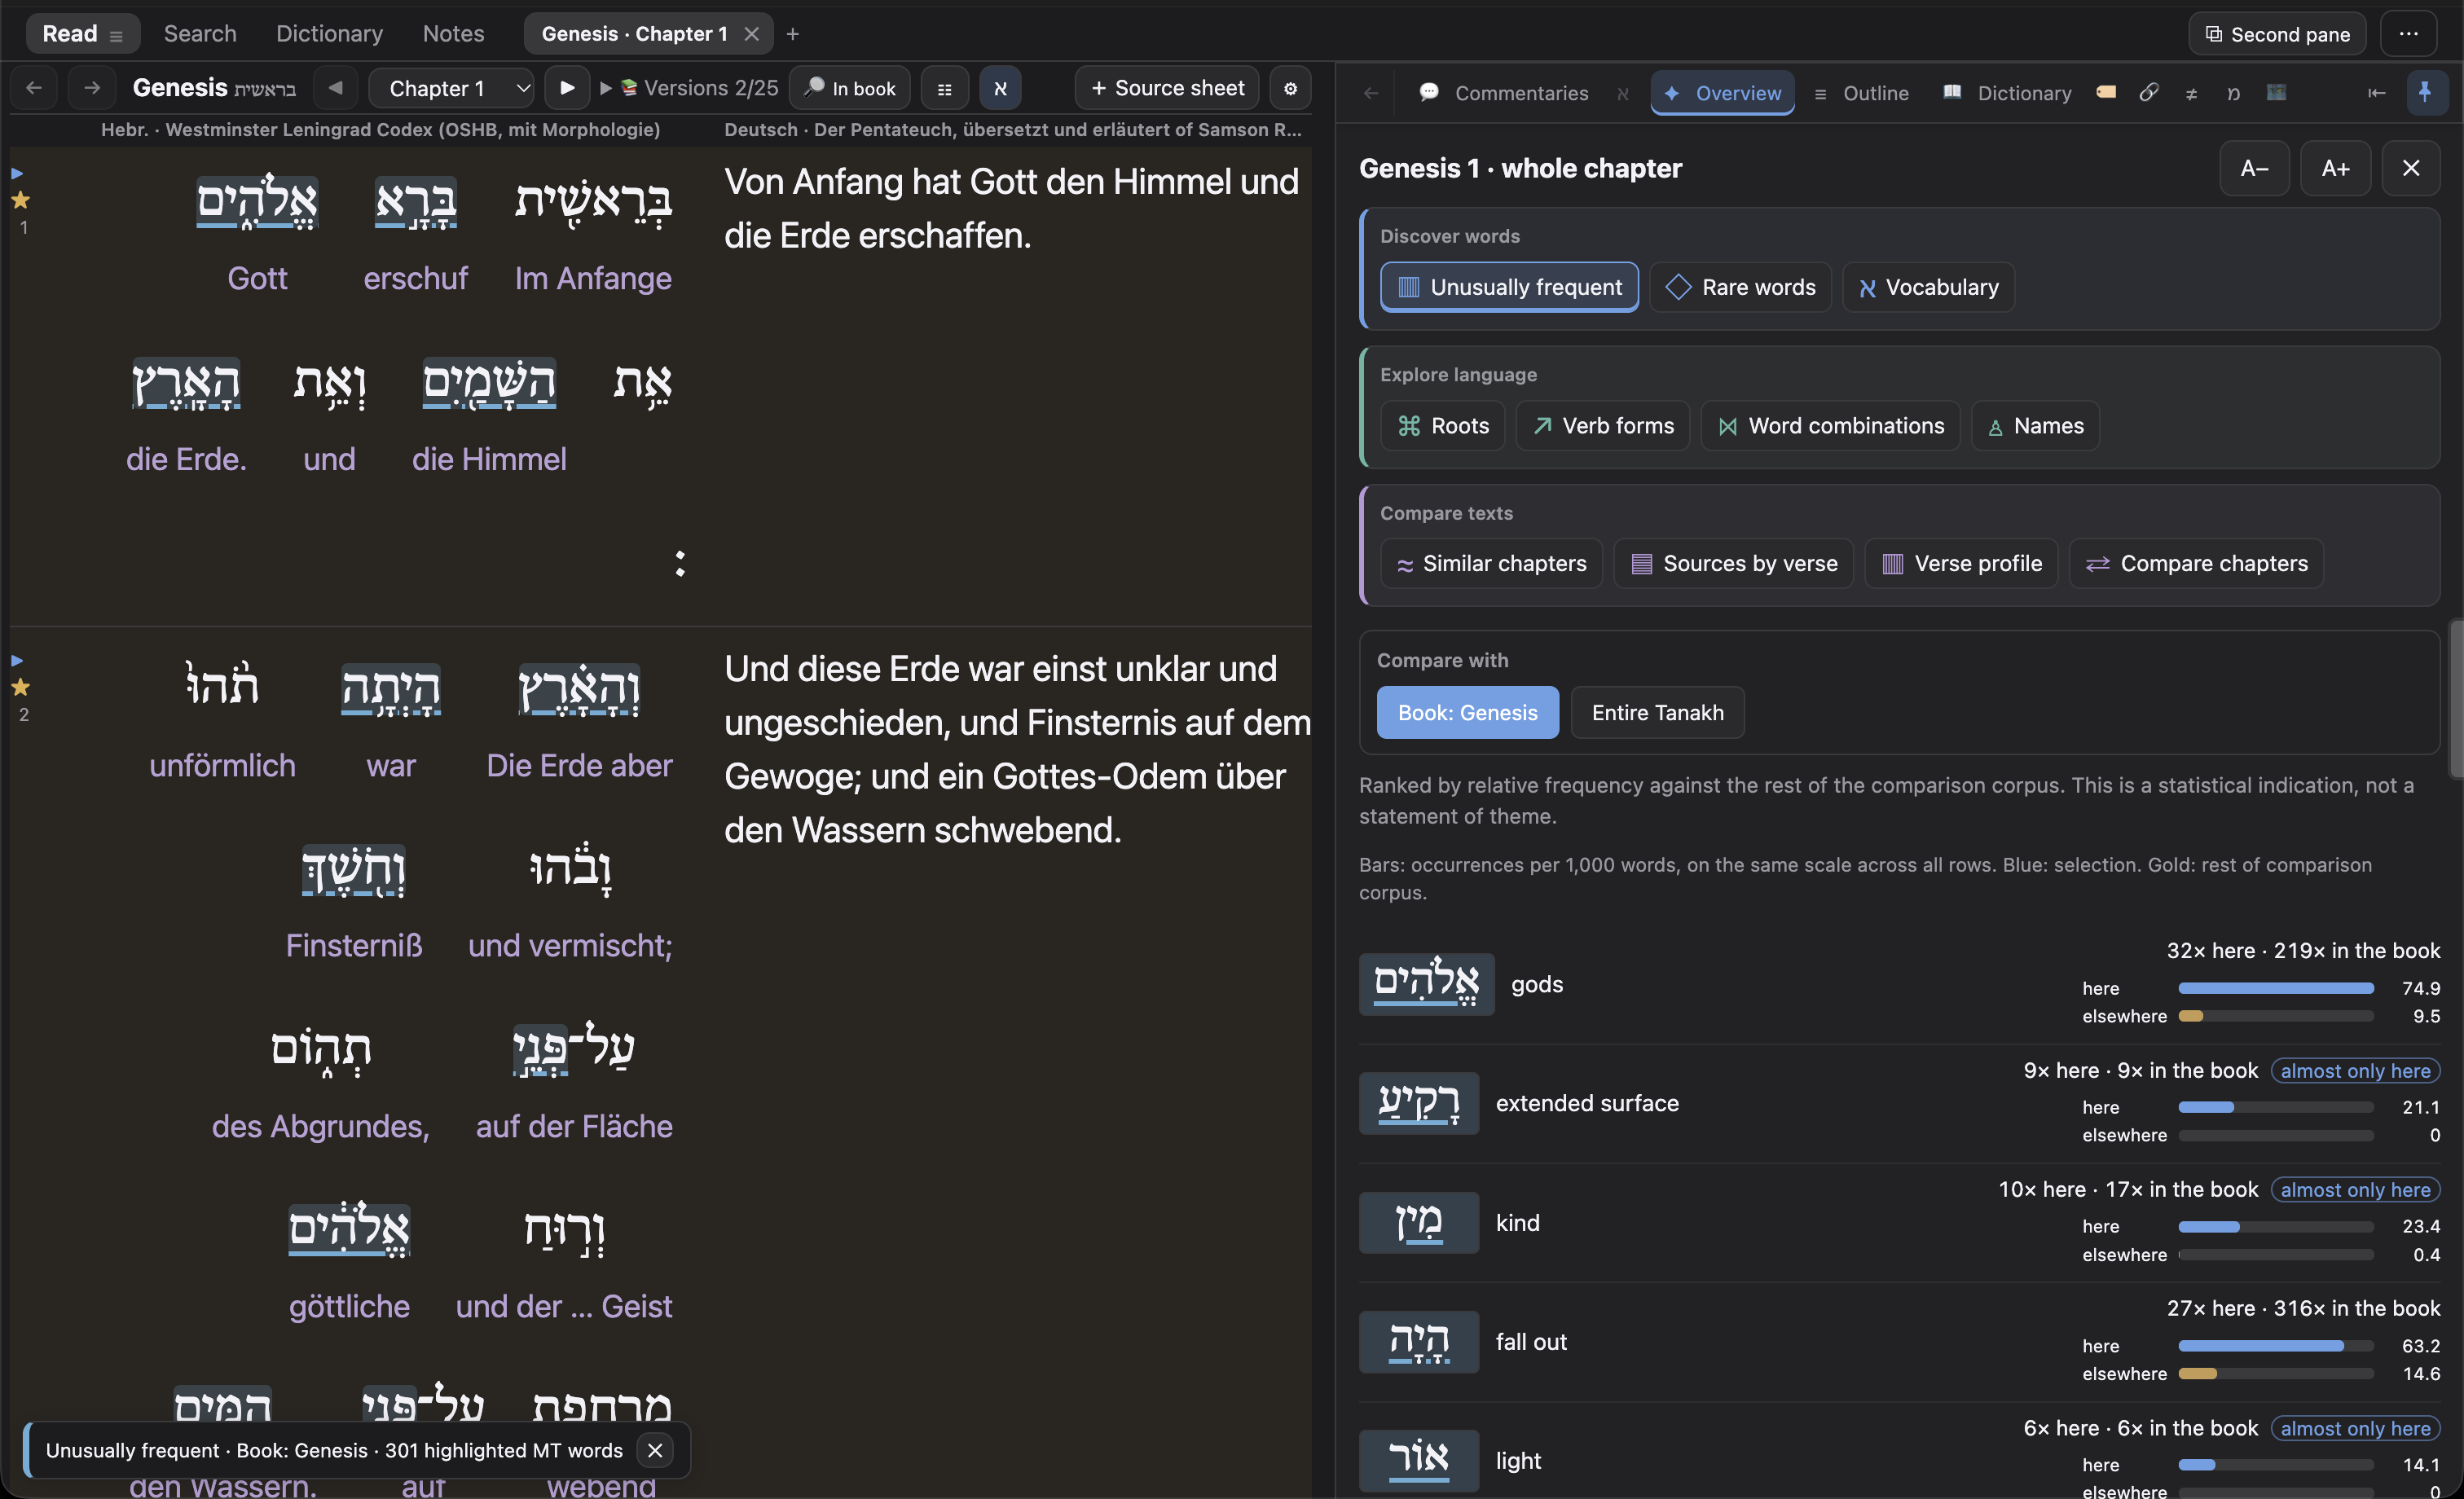 Read Search Dictionary Notes Genesis · Chapter 1 Second pane
Genesis בראשית Chapter 1 Versions 2/25 In book א + Source sheet
Hebr. · Westminster Leningrad Codex (OSHB, mit Morphologie)
Deutsch · Der Pentateuch, übersetzt und erläutert of Samson R...
1
בְּרֵאשִׁ֖ית בָּרָ֣א אֱלֹהִ֑ים
Im Anfange erschuf Gott
אֵ֥ת הַשָּׁמַ֖יִם וְאֵ֥ת הָאָֽרֶץ
die Himmel und die Erde.
:
Von Anfang hat Gott den Himmel und
die Erde erschaffen.
2
וְהָאָ֗רֶץ הָיְתָ֥ה תֹ֙הוּ֙
Die Erde aber war unförmlich
וָבֹ֔הוּ וְחֹ֖שֶׁךְ
und vermischt; Finsterniß
עַל־פְּנֵ֣י תְה֑וֹם
auf der Fläche des Abgrundes,
וְר֣וּחַ אֱלֹהִ֔ים
und der ... Geist göttliche
מרחפת על־פני המים
webend auf den Wassern.
Und diese Erde war einst unklar und
ungeschieden, und Finsternis auf dem
Gewoge; und ein Gottes-Odem über
den Wassern schwebend.
Unusually frequent · Book: Genesis · 301 highlighted MT words
Commentaries א Overview Outline Dictionary ≠ מ
Genesis 1 · whole chapter A− A+
Discover words
Unusually frequent Rare words א Vocabulary
Explore language
Roots Verb forms Word combinations Names
Compare texts
Similar chapters Sources by verse Verse profile Compare chapters
Compare with
Book: Genesis Entire Tanakh
Ranked by relative frequency against the rest of the comparison corpus. This is a statistical indication, not a
statement of theme.
Bars: occurrences per 1,000 words, on the same scale across all rows. Blue: selection. Gold: rest of comparison
corpus.
32× here · 219× in the book
אֱלֹהִים gods
here 74.9
elsewhere 9.5
9× here · 9× in the book almost only here
רָקִיעַ extended surface
here 21.1
elsewhere 0
10× here · 17× in the book almost only here
מִין kind
here 23.4
elsewhere 0.4
27× here · 316× in the book
הָיָה fall out
here 63.2
elsewhere 14.6
6× here · 6× in the book almost only here
אוֹר light
here 14.1
elsewhere 0